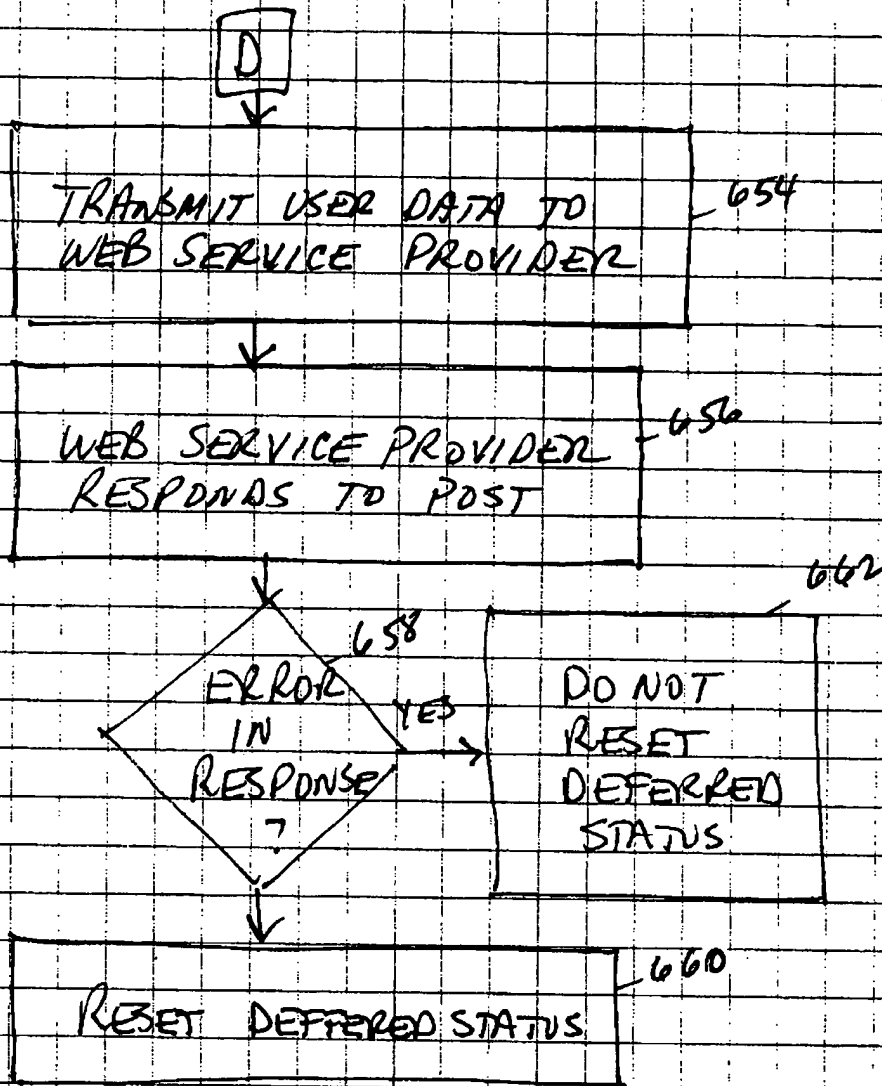 D
TRANSMIT USER DATA TO
WEB SERVICE PROVIDER
654
WEB SERVICE PROVIDER
RESPONDS TO POST
656
658
ERROR
IN
RESPONSE
?
YES
662
DO NOT
RESET
DEFERRED
STATUS
660
RESET DEFFERED STATUS